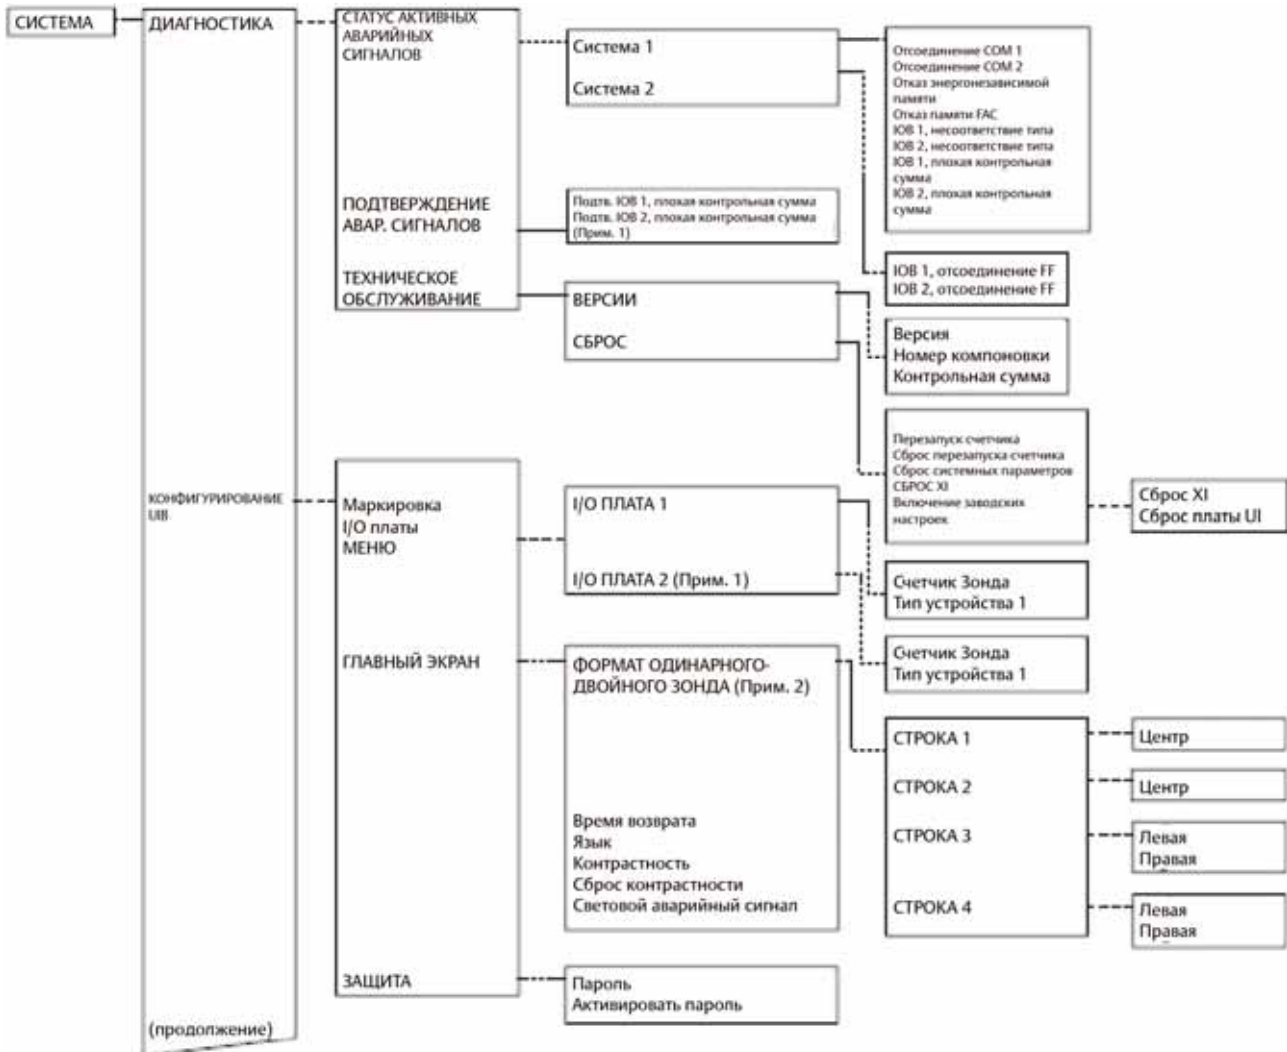 СИСТЕМА
ДИАГНОСТИКА
СТАТУС АКТИВНЫХ
АВАРИЙНЫХ
СИГНАЛОВ
Система 1
Система 2
Отсоединение COM 1
Отсоединение COM 2
Отказ энергонезависимой
памяти
Отказ памяти FAC
IOB 1, несоответствие типа
IOB 2, несоответствие типа
IOB 1, плохая контрольная
сумма
IOB 2, плохая контрольная
сумма
IOB 1, отсоединение FF
IOB 2, отсоединение FF
ПОДТВЕРЖДЕНИЕ
АВАР. СИГНАЛОВ
Подтв. IOB 1, плохая контрольная сумма
Подтв. IOB 2, плохая контрольная сумма
(Прим. 1)
ТЕХНИЧЕСКОЕ
ОБСЛУЖИВАНИЕ
ВЕРСИИ
СБРОС
Версия
Номер компоновки
Контрольная сумма
Перезапуск счетчика
Сброс перезапуска счетчика
Сброс системных параметров
СБРОС XI
Включение заводских
настроек
Сброс XI
Сброс платы UI
КОНФИГУРИРОВАНИЕ
UIB
Маркировка
I/O платы
МЕНЮ
I/O ПЛАТА 1
I/O ПЛАТА 2 (Прим. 1)
Счетчик Зонда
Тип устройства 1
Счетчик Зонда
Тип устройства 1
ГЛАВНЫЙ ЭКРАН
ФОРМАТ ОДИНАРНОГО-
ДВОЙНОГО ЗОНДА (Прим. 2)
Время возврата
Язык
Контрастность
Сброс контрастности
Световой аварийный сигнал
СТРОКА 1
Центр
СТРОКА 2
Центр
СТРОКА 3
Левая
Правая
СТРОКА 4
Левая
Правая
ЗАЩИТА
Пароль
Активировать пароль
(продолжение)